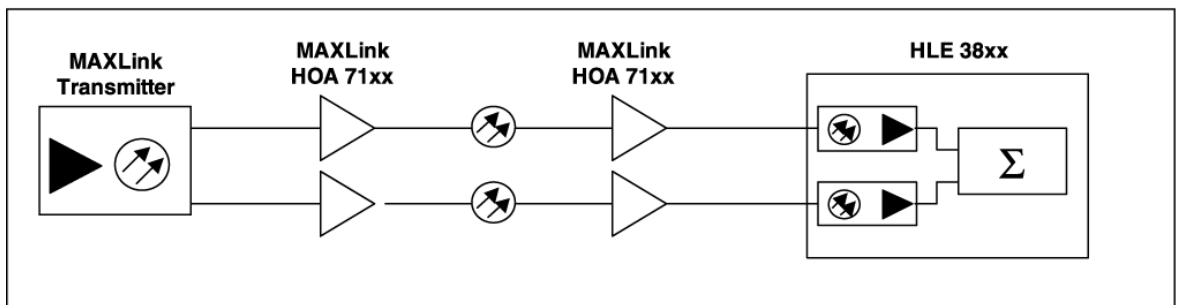 MAXLink
Transmitter
MAXLink
HOA 71xx
MAXLink
HOA 71xx
HLE 38xx
Σ